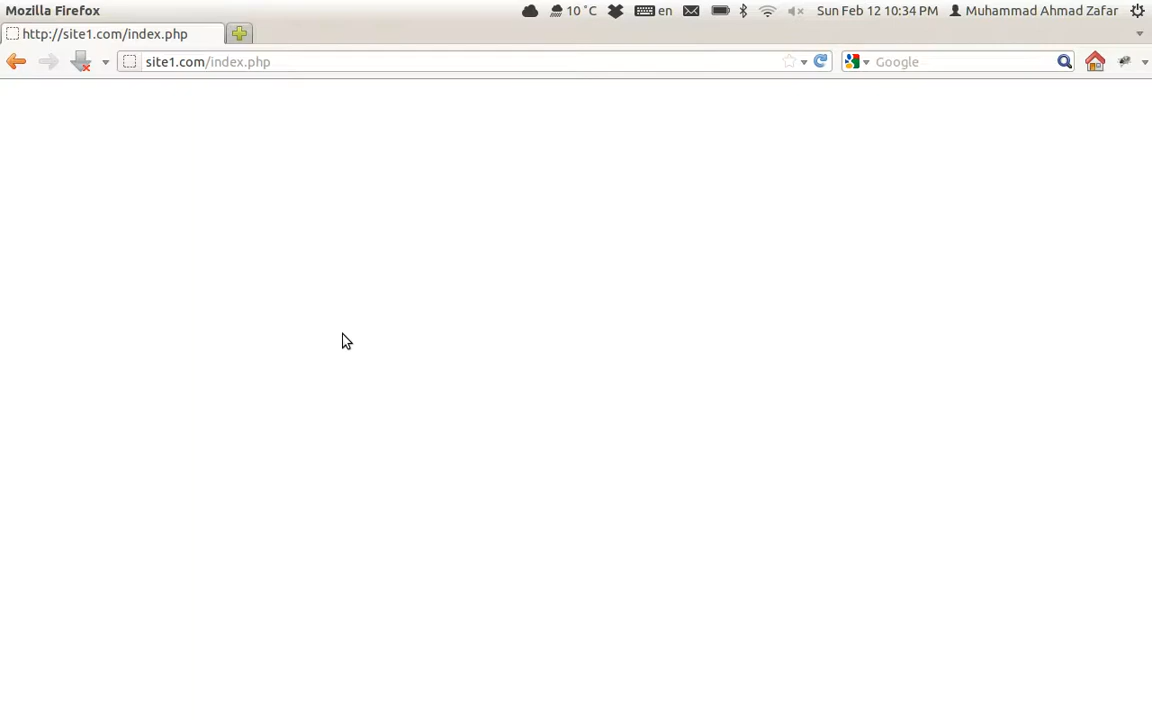 Mozilla Firefox 10°C en Sun Feb 12 10:34 PM Muhammad Ahmad Zafar
http://site1.com/index.php
site1.com/index.php Google